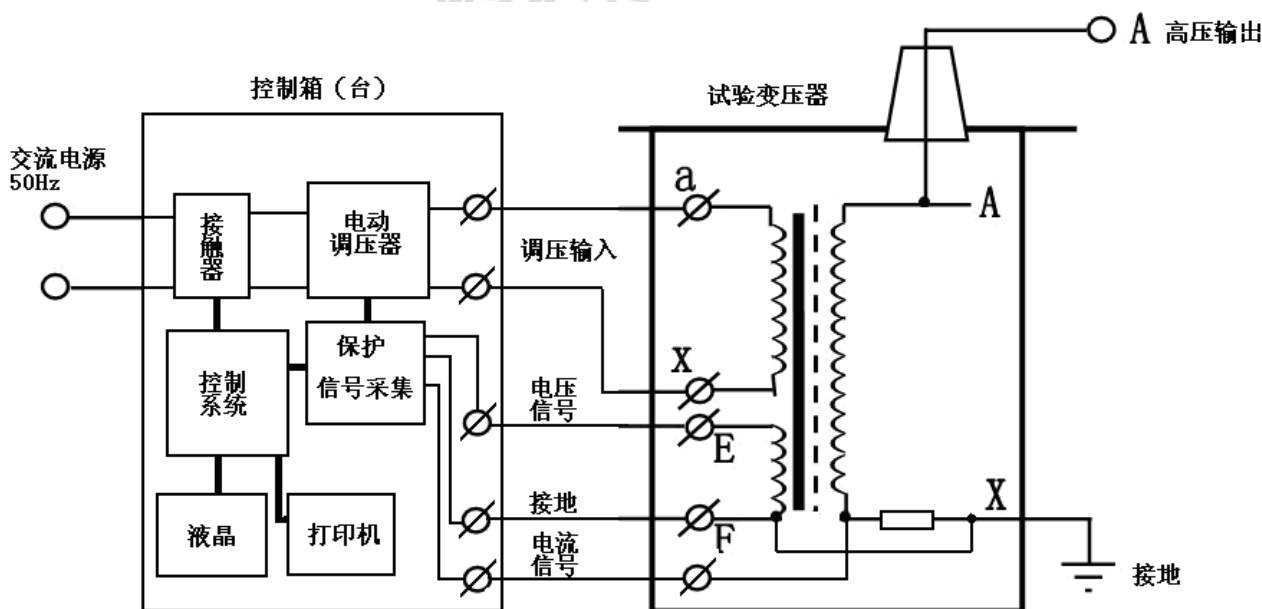 A 高压输出
控制箱（台）
试验变压器
交流电源
50Hz
a
接触器
电动
调压器
调压输入
A
保护
信号采集
控制
系统
x
电压
信号
E
液晶
打印机
接地
F
X
电流
信号
接地